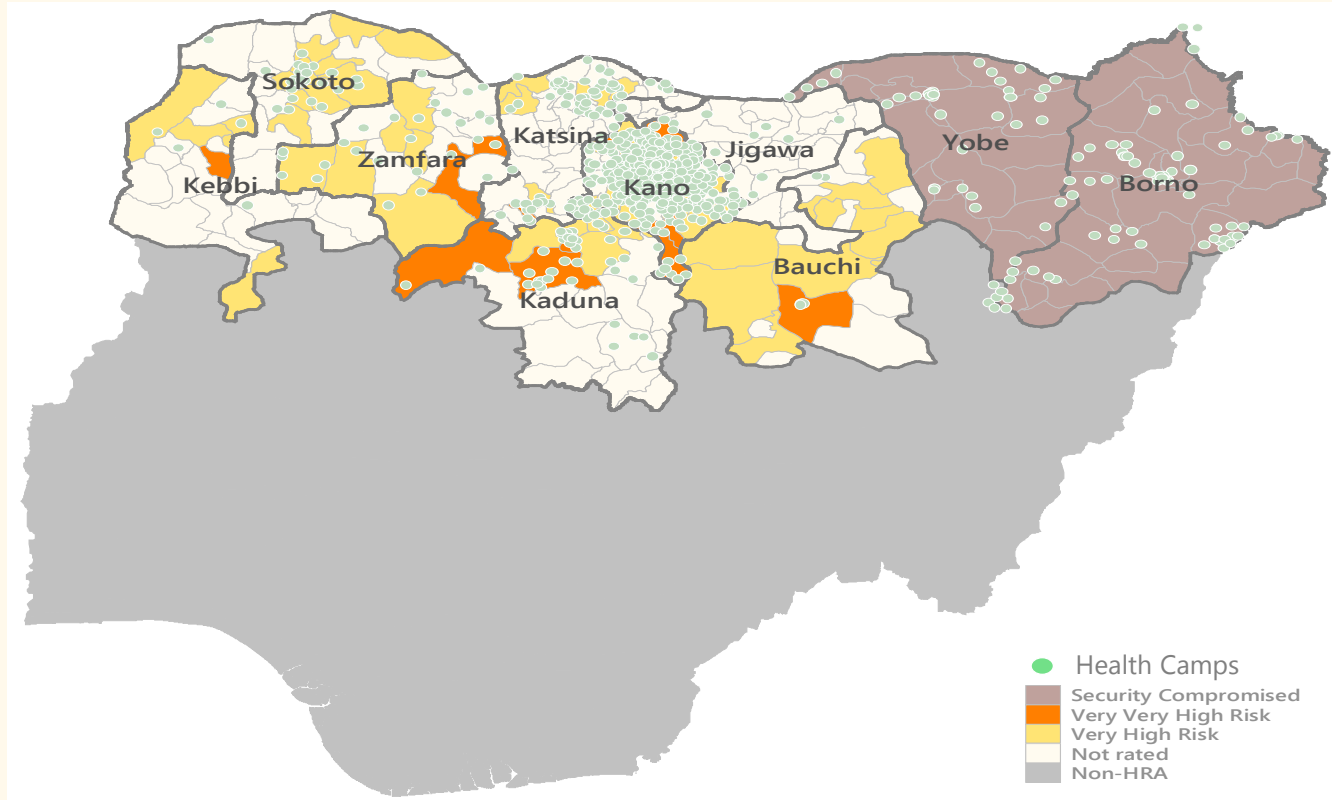 Sokoto
Katsina
Yobe
Zamfara
Jigawa
Kebbi
Kano
Borno
Bauchi
Kaduna
Health Camps
Security Compromised
Very Very High Risk
Very High Risk
Not rated
Non-HRA